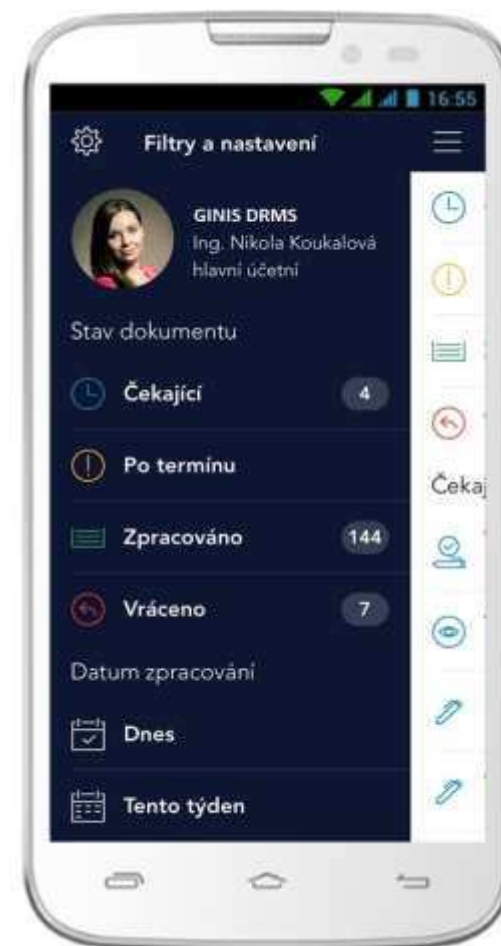 16:55
Filtry a nastavení
GINIS DRMS
Ing. Nikola Koukalová
hlavní účetní
Stav dokumentu
Čekající 4
Po termínu
Zpracováno 144
Vráceno 7
Čekaj
Datum zpracování
Dnes
Tento týden